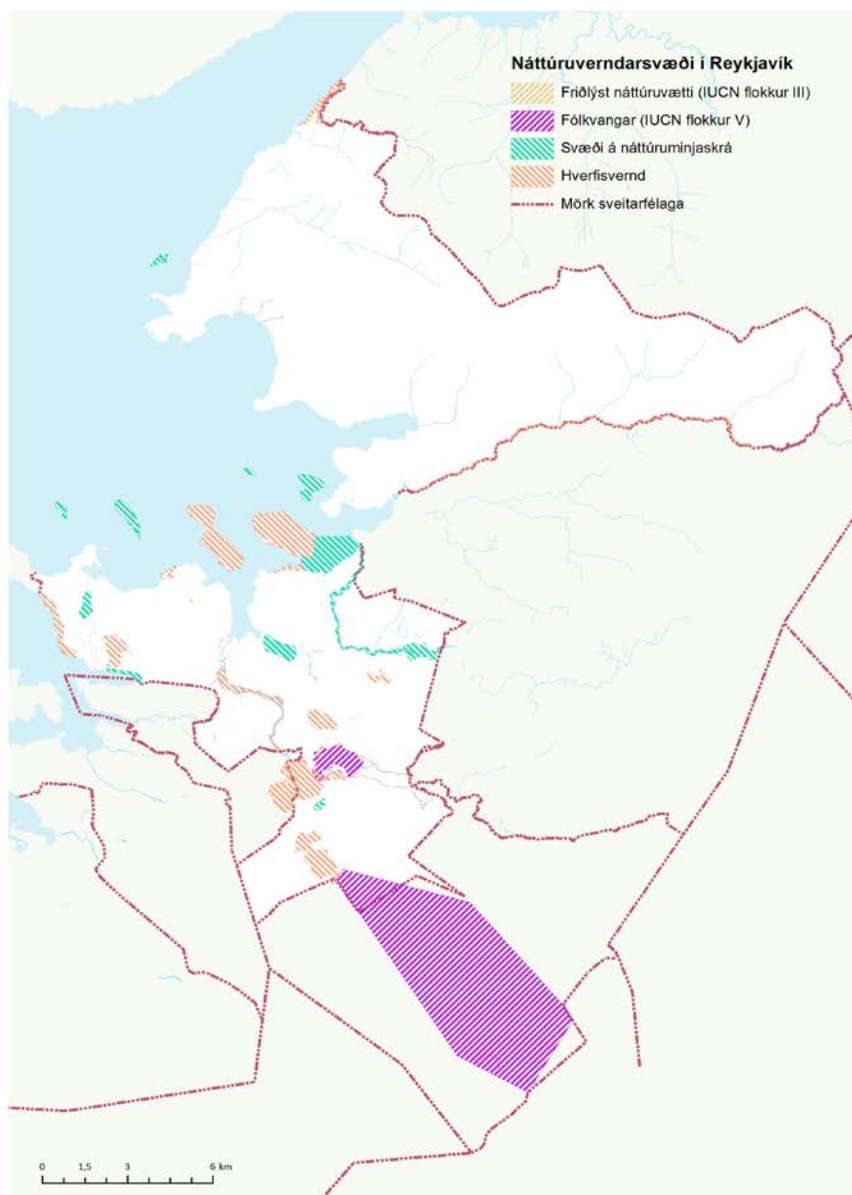 Náttúruverndarsvæði í Reykjavík
Friðlýst náttúruvætti (IUCN flokkur III)
Fólkvangar (IUCN flokkur V)
Svæði á náttúruminjaskrá
Hverfisvernd
Mörk sveitarfélaga
0 1,5 3 6 km